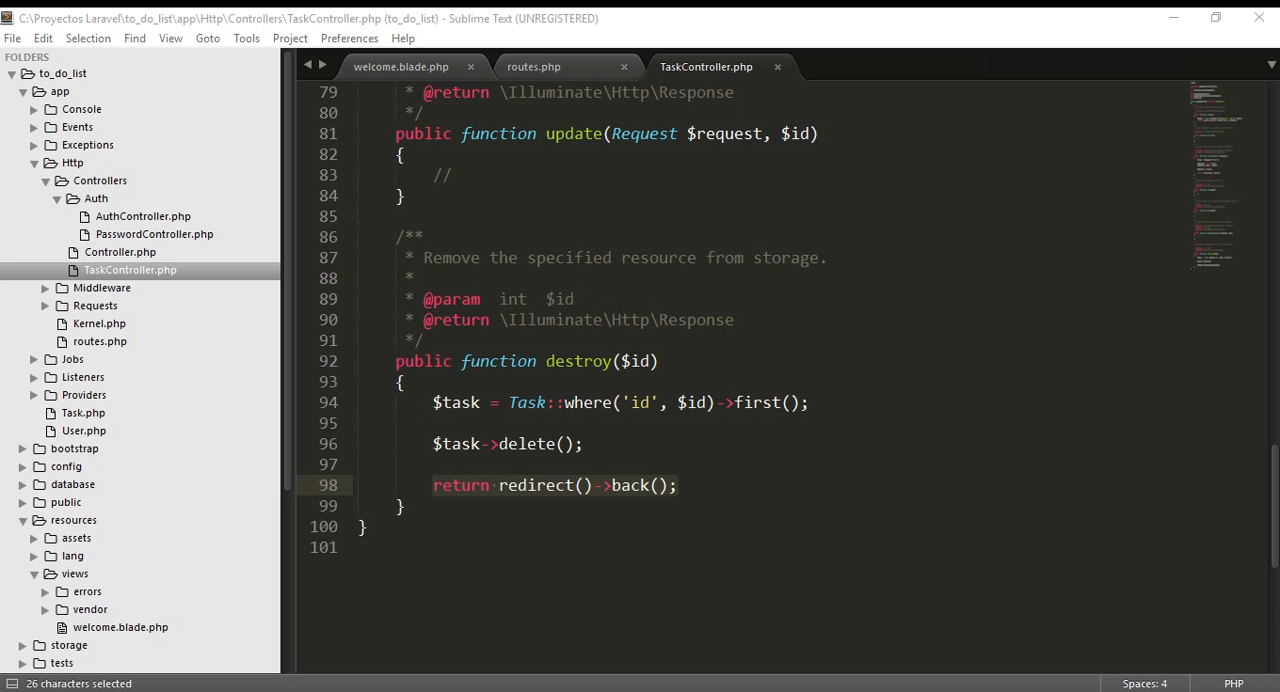 C:\Proyectos Laravel\to_do_list\app\Http\Controllers\TaskController.php (to_do_list) - Sublime Text (UNREGISTERED)
File Edit Selection Find View Goto Tools Project Preferences Help
FOLDERS
to_do_list
app
Console
Events
Exceptions
Http
Controllers
Auth
AuthController.php
PasswordController.php
Controller.php
TaskController.php
Middleware
Requests
Kernel.php
routes.php
Jobs
Listeners
Providers
Task.php
User.php
bootstrap
config
database
public
resources
assets
lang
views
errors
vendor
welcome.blade.php
storage
tests
welcome.blade.php × routes.php × TaskController.php ×
79 * @return \Illuminate\Http\Response
80 */
81 public function update(Request $request, $id)
82 {
83 //
84 }
85
86 /**
87 * Remove the specified resource from storage.
88 *
89 * @param int $id
90 * @return \Illuminate\Http\Response
91 */
92 public function destroy($id)
93 {
94 $task = Task::where('id', $id)->first();
95
96 $task->delete();
97
98 return redirect()->back();
99 }
100 }
101
26 characters selected Spaces: 4 PHP